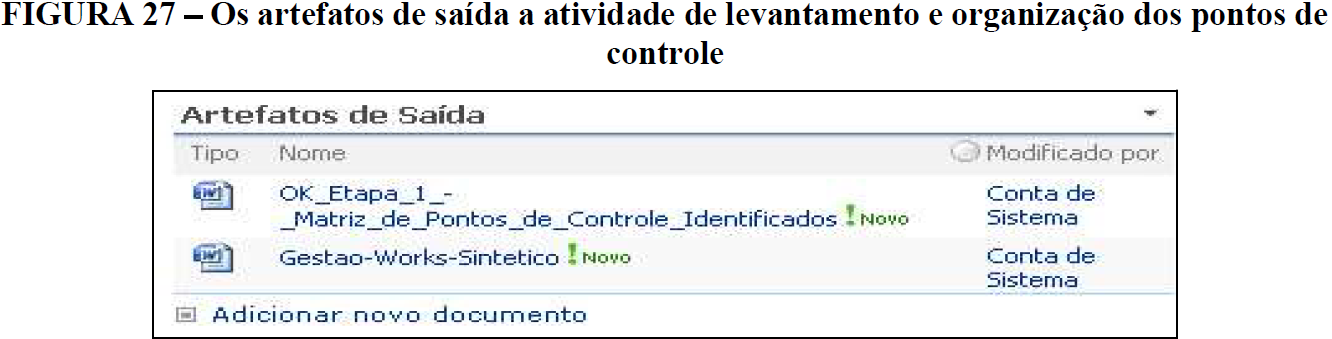 FIGURA 27 – Os artefatos de saída a atividade de levantamento e organização dos pontos de
controle
Artefatos de Saída
Tipo Nome Modificado por
OK_Etapa_1_-
_Matriz_de_Pontos_de_Controle_Identificados ! Novo
Conta de
Sistema
Gestao-Works-Sintetico ! Novo
Conta de
Sistema
Adicionar novo documento